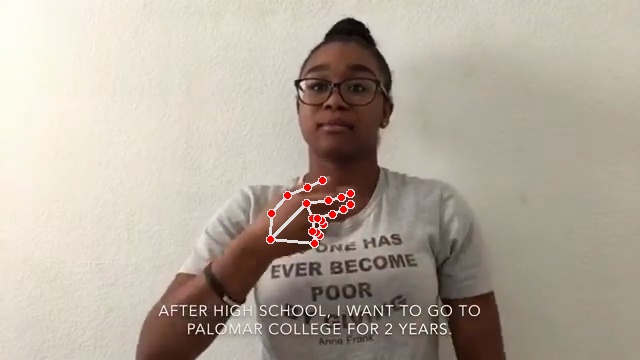 ONE HAS
EVER BECOME
POOR
GIVING
Anne Frank
AFTER HIGH SCHOOL, I WANT TO GO TO
PALOMAR COLLEGE FOR 2 YEARS.